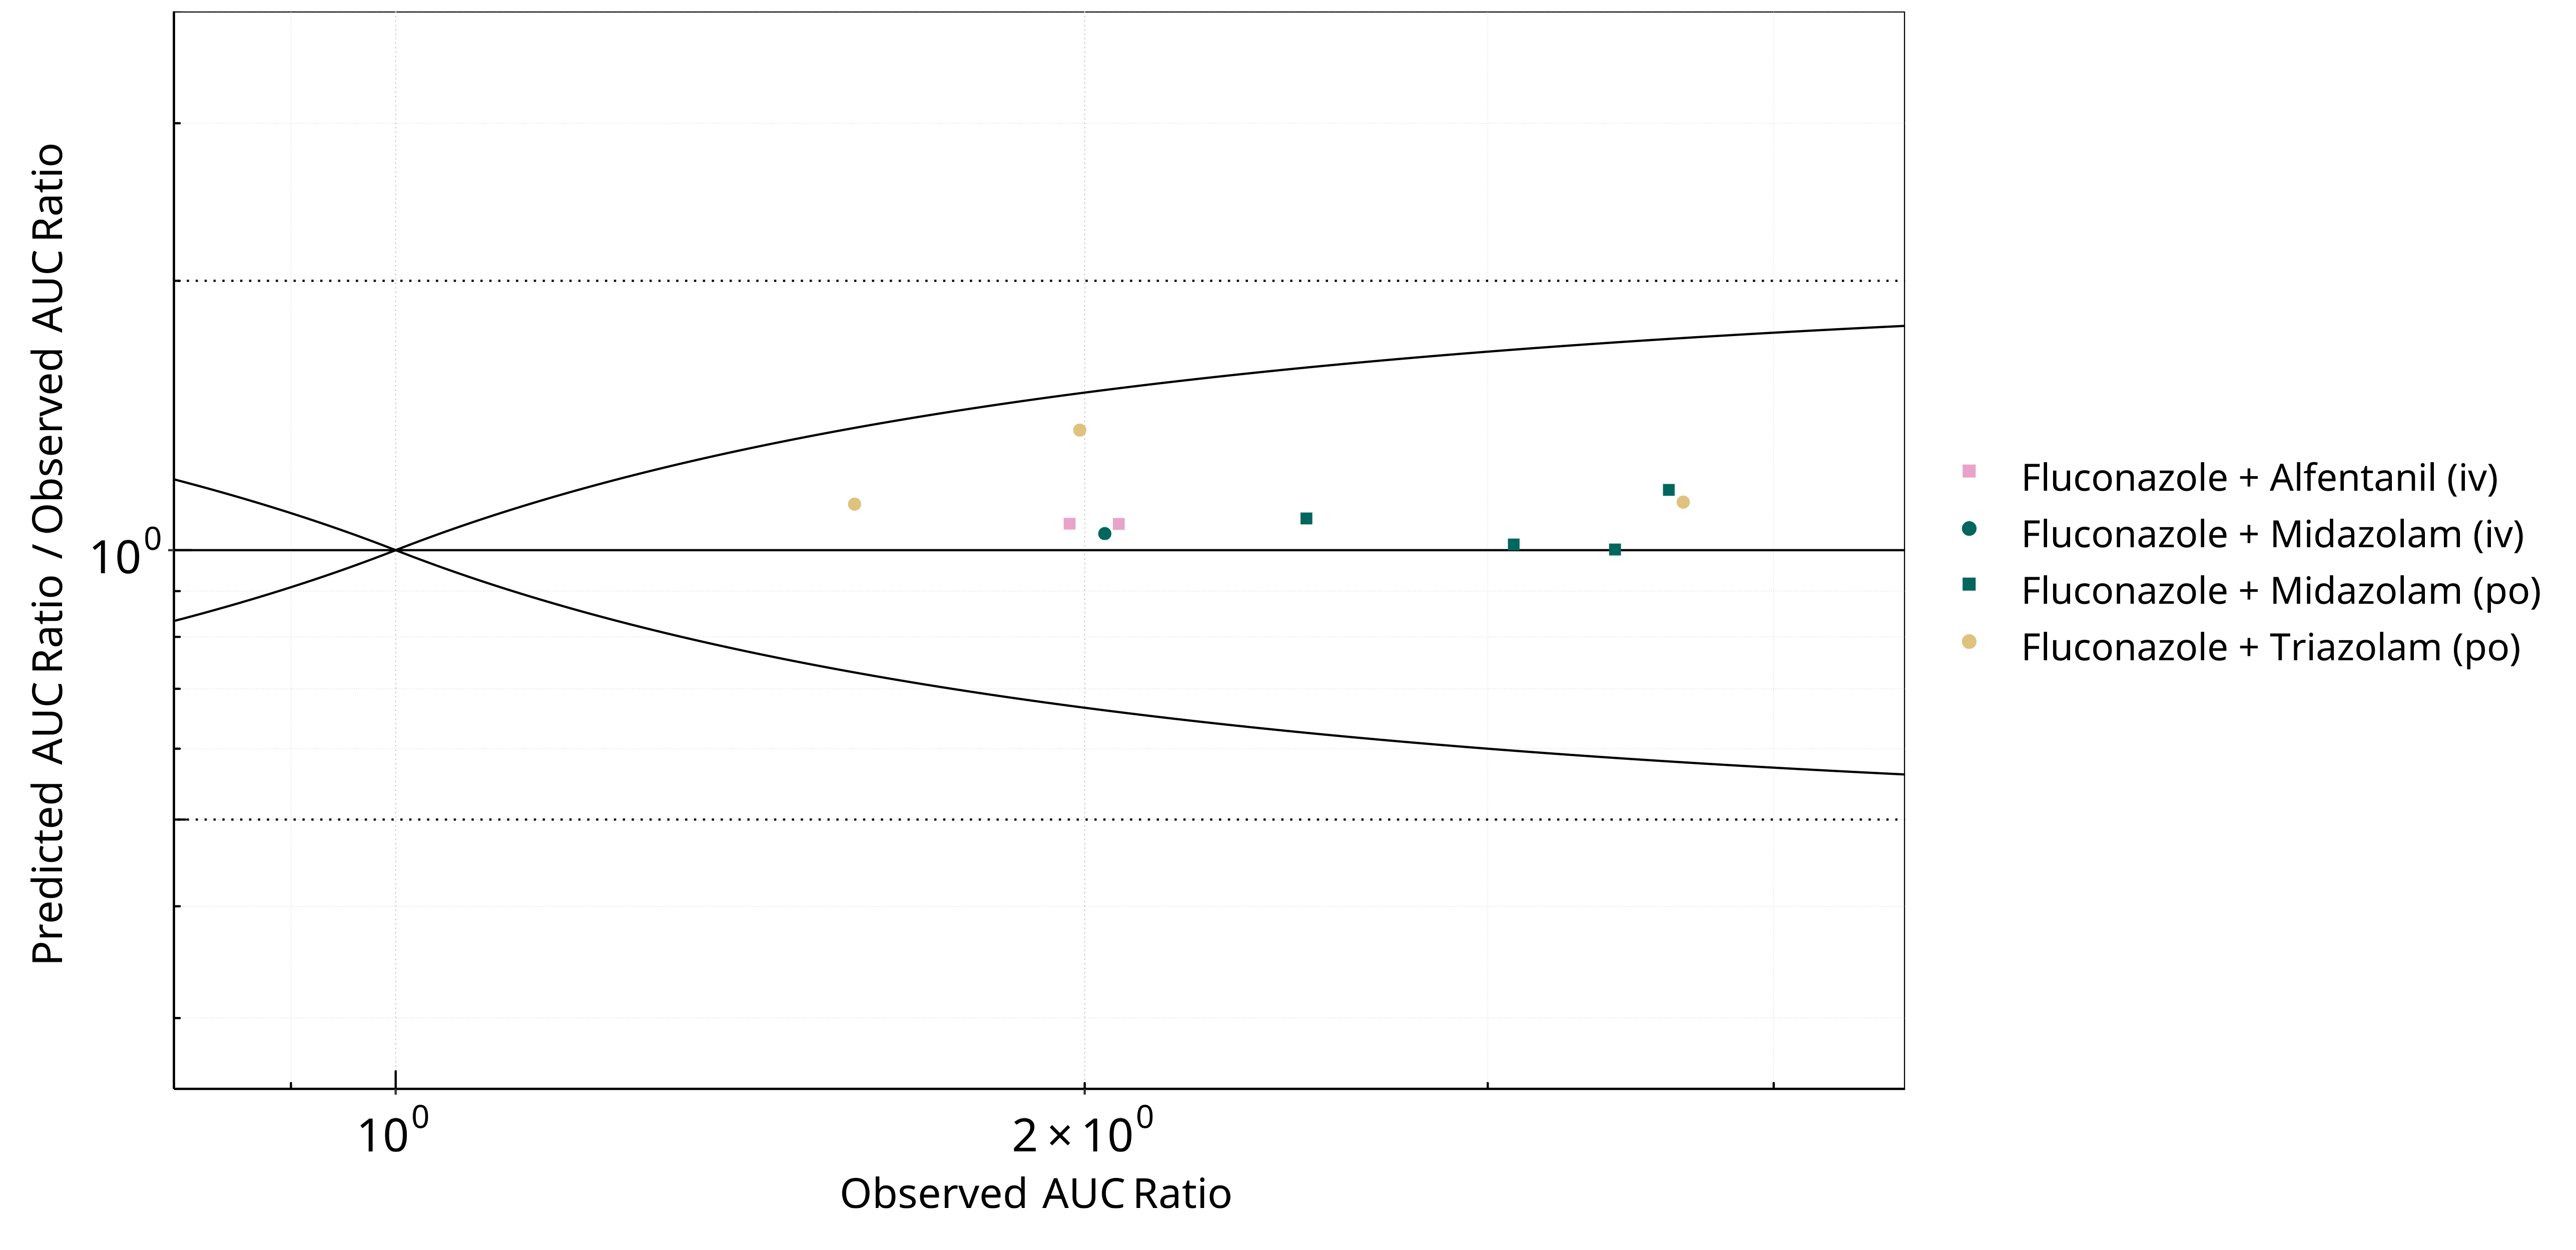 Predicted AUC Ratio / Observed AUC Ratio
10⁰
10⁰
2 × 10⁰
Observed AUC Ratio
Fluconazole + Alfentanil (iv)
Fluconazole + Midazolam (iv)
Fluconazole + Midazolam (po)
Fluconazole + Triazolam (po)